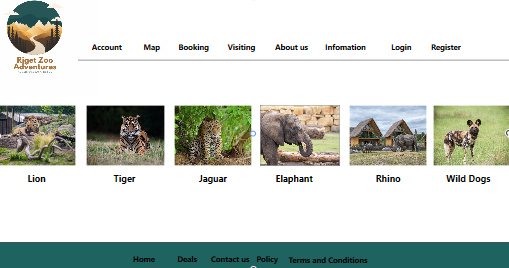 Rjget Zoo
Adventures
Account Map Booking Visiting About us Infomation Login Register
Lion Tiger Jaguar Elaphant Rhino Wild Dogs
Home Deals Contact us Policy Terms and Conditions